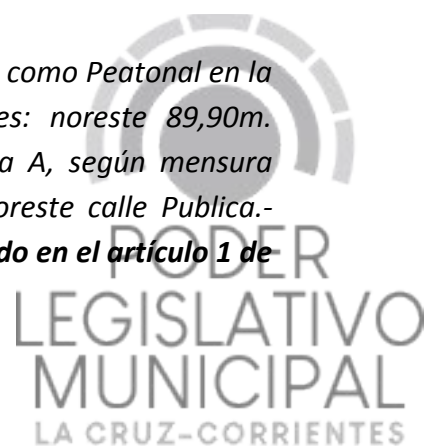 como Peatonal en la
es: noreste 89,90m.
a A, según mensura
oreste calle Publica.-
do en el artículo 1 de
PODER
LEGISLATIVO
MUNICIPAL
LA CRUZ-CORRIENTES